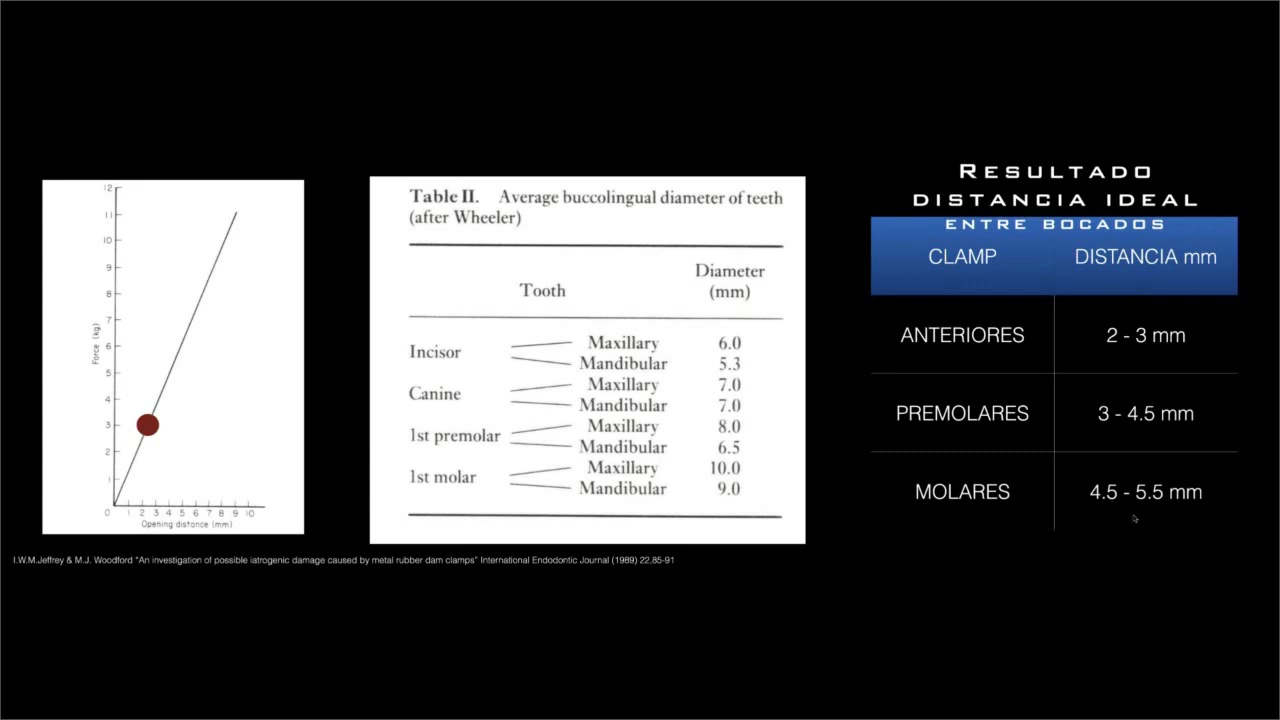 12
11
10
9
8
7
6
5
4
3
2
1
Force (kg)
0 1 2 3 4 5 6 7 8 9 10
Opening distance (mm)
Table II. Average buccolingual diameter of teeth
(after Wheeler)
Tooth Diameter
(mm)
Incisor Maxillary 6.0
Mandibular 5.3
Canine Maxillary 7.0
Mandibular 7.0
1st premolar Maxillary 8.0
Mandibular 6.5
1st molar Maxillary 10.0
Mandibular 9.0
I.W.M.Jeffrey & M.J. Woodford "An investigation of possible iatrogenic damage caused by metal rubber dam clamps" International Endodontic Journal (1989) 22,85-91
RESULTADO
DISTANCIA IDEAL
ENTRE BOCADOS
CLAMP DISTANCIA mm
ANTERIORES 2 - 3 mm
PREMOLARES 3 - 4.5 mm
MOLARES 4.5 - 5.5 mm